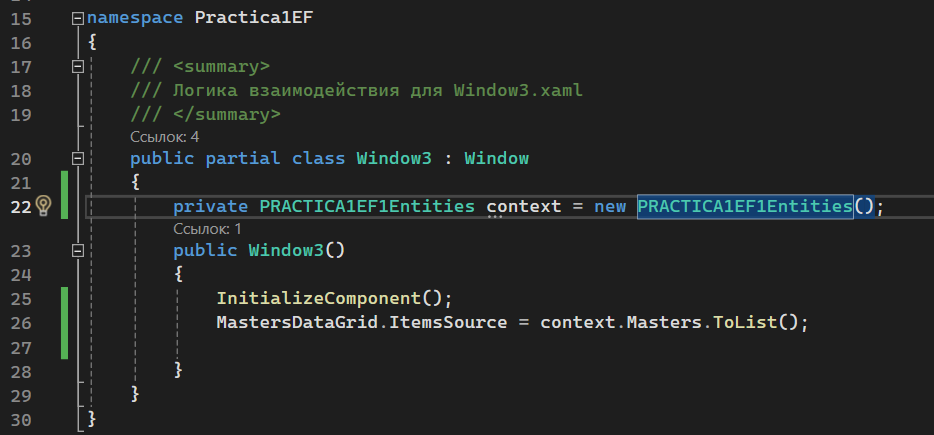 15 namespace Practica1EF
16 {
17 /// <summary>
18 /// Логика взаимодействия для Window3.xaml
19 /// </summary>
Ссылок: 4
20 public partial class Window3 : Window
21 {
22 private PRACTICA1EF1Entities context = new PRACTICA1EF1Entities();
Ссылок: 1
23 public Window3()
24 {
25 InitializeComponent();
26 MastersDataGrid.ItemsSource = context.Masters.ToList();
27
28 }
29 }
30 }